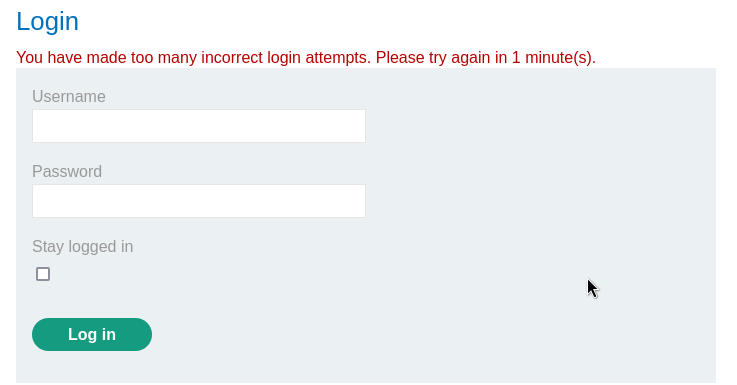 Login
You have made too many incorrect login attempts. Please try again in 1 minute(s).
Username
Password
Stay logged in
Log in